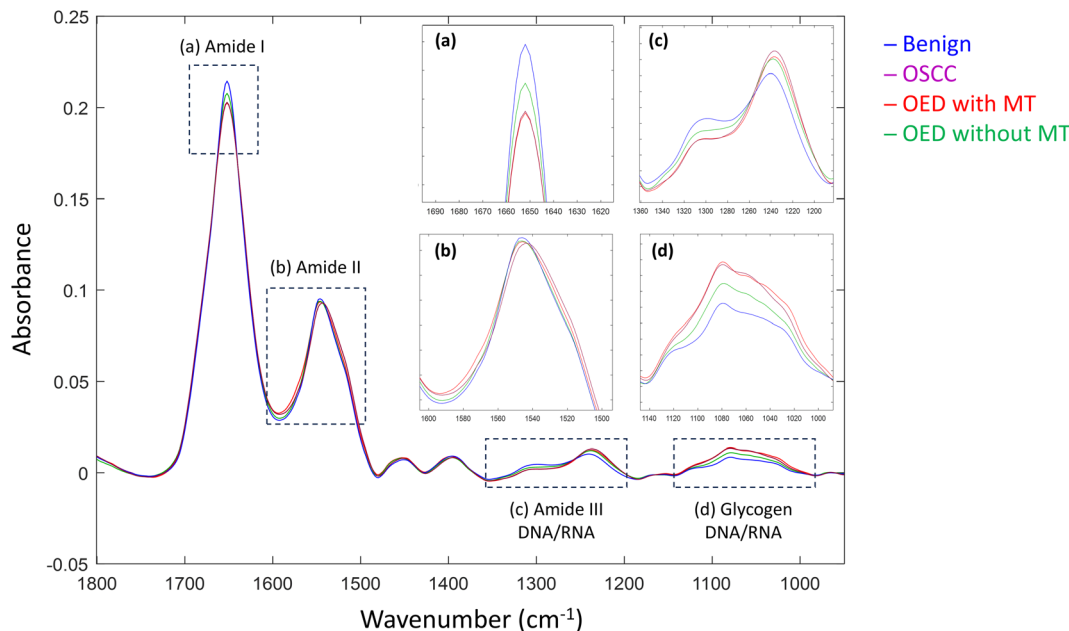 0.25
0.2
0.15
0.1
0.05
0
-0.05
Absorbance
(a) Amide I
(b) Amide II
(a)
1690 1680 1670 1660 1650 1640 1630 1620
(c)
1360 1340 1320 1300 1280 1260 1240 1220 1200
(b)
1600 1580 1560 1540 1520 1500
(d)
1140 1120 1100 1080 1060 1040 1020 1000
– Benign
– OSCC
– OED with MT
– OED without MT
(c) Amide III
DNA/RNA
(d) Glycogen
DNA/RNA
1800 1700 1600 1500 1400 1300 1200 1100 1000
Wavenumber (cm⁻¹)